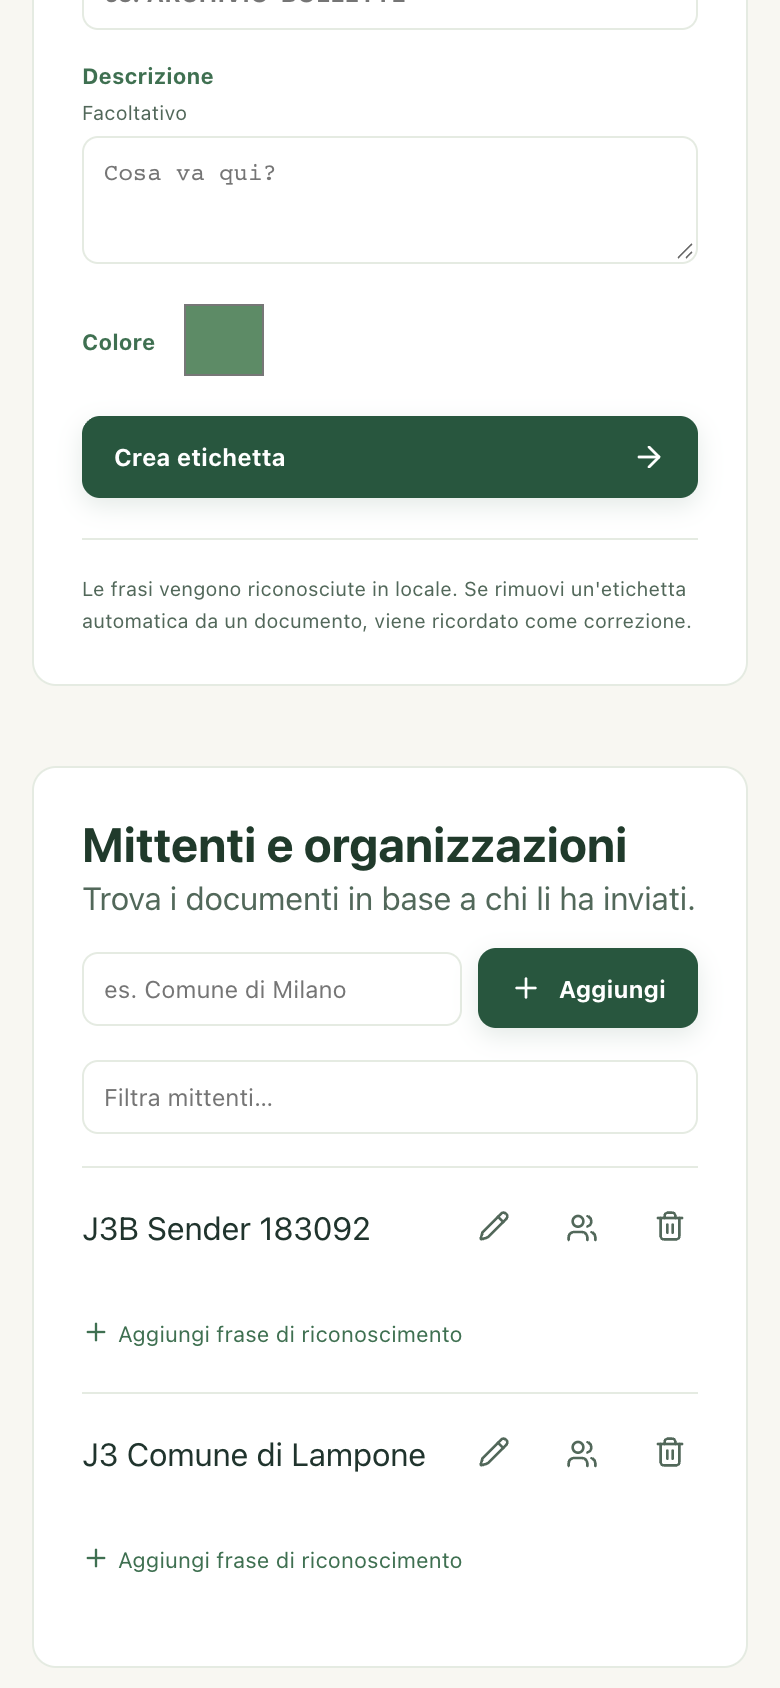 Descrizione
Facoltativo
Cosa va qui?
Colore
Crea etichetta
Le frasi vengono riconosciute in locale. Se rimuovi un'etichetta
automatica da un documento, viene ricordato come correzione.
Mittenti e organizzazioni
Trova i documenti in base a chi li ha inviati.
es. Comune di Milano
Aggiungi
Filtra mittenti...
J3B Sender 183092
Aggiungi frase di riconoscimento
J3 Comune di Lampone
Aggiungi frase di riconoscimento